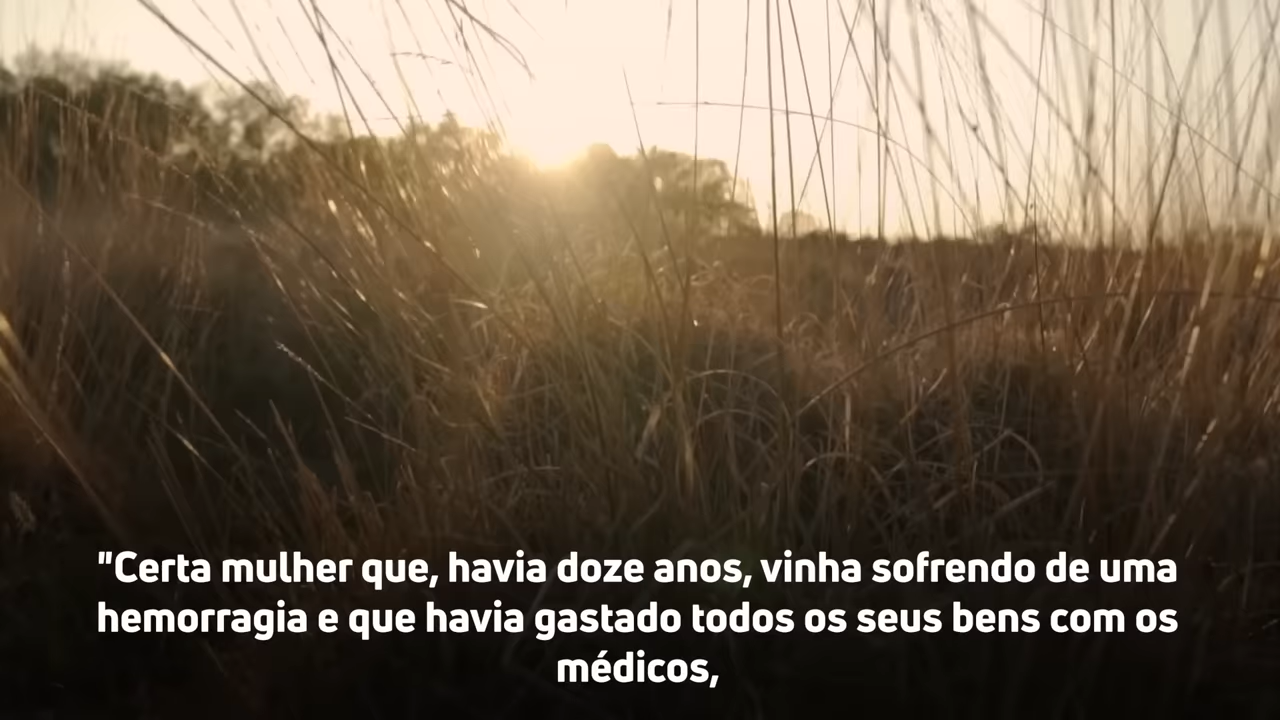 "Certa mulher que, havia doze anos, vinha sofrendo de uma
hemorragia e que havia gastado todos os seus bens com os
médicos,